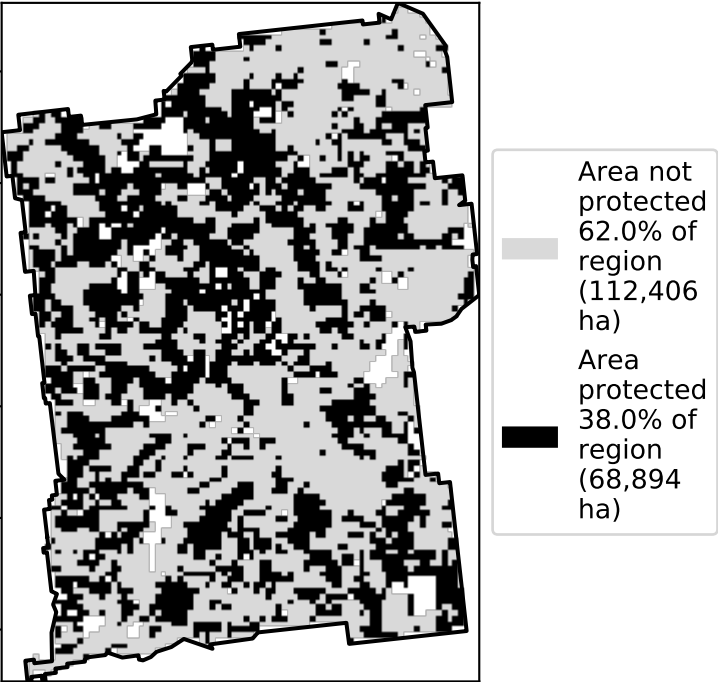 Area not
protected
62.0% of
region
(112,406
ha)
Area
protected
38.0% of
region
(68,894
ha)